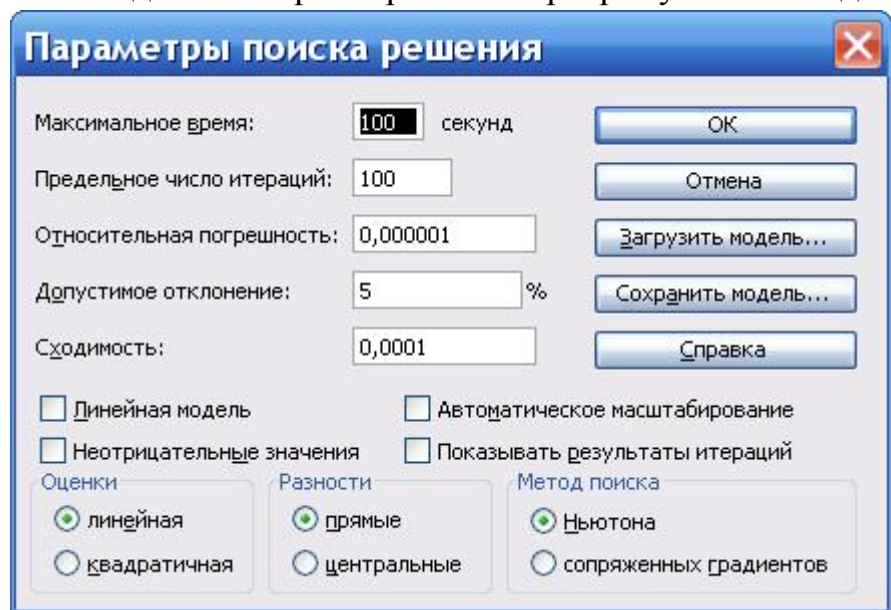 Параметры поиска решения
Максимальное время: 100 секунд ОК
Предельное число итераций: 100 Отмена
Относительная погрешность: 0,000001 Загрузить модель...
Допустимое отклонение: 5 % Сохранить модель...
Сходимость: 0,0001 Справка
Линейная модель Автоматическое масштабирование
Неотрицательные значения Показывать результаты итераций
Оценки Разности Метод поиска
линейная прямые Ньютона
квадратичная центральные сопряженных градиентов